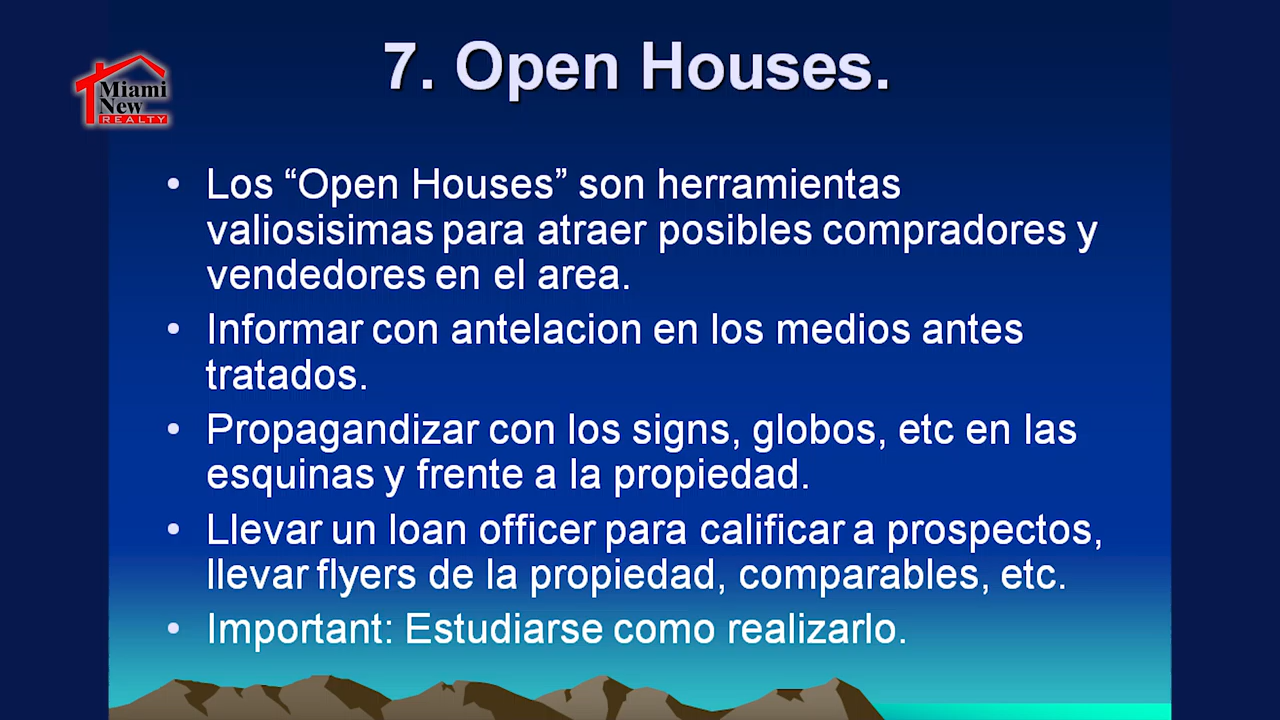 7. Open Houses.
Miami
New
REALTY
• Los “Open Houses” son herramientas
valiosisimas para atraer posibles compradores y
vendedores en el area.
• Informar con antelacion en los medios antes
tratados.
• Propagandizar con los signs, globos, etc en las
esquinas y frente a la propiedad.
• Llevar un loan officer para calificar a prospectos,
llevar flyers de la propiedad, comparables, etc.
• Important: Estudiarse como realizarlo.